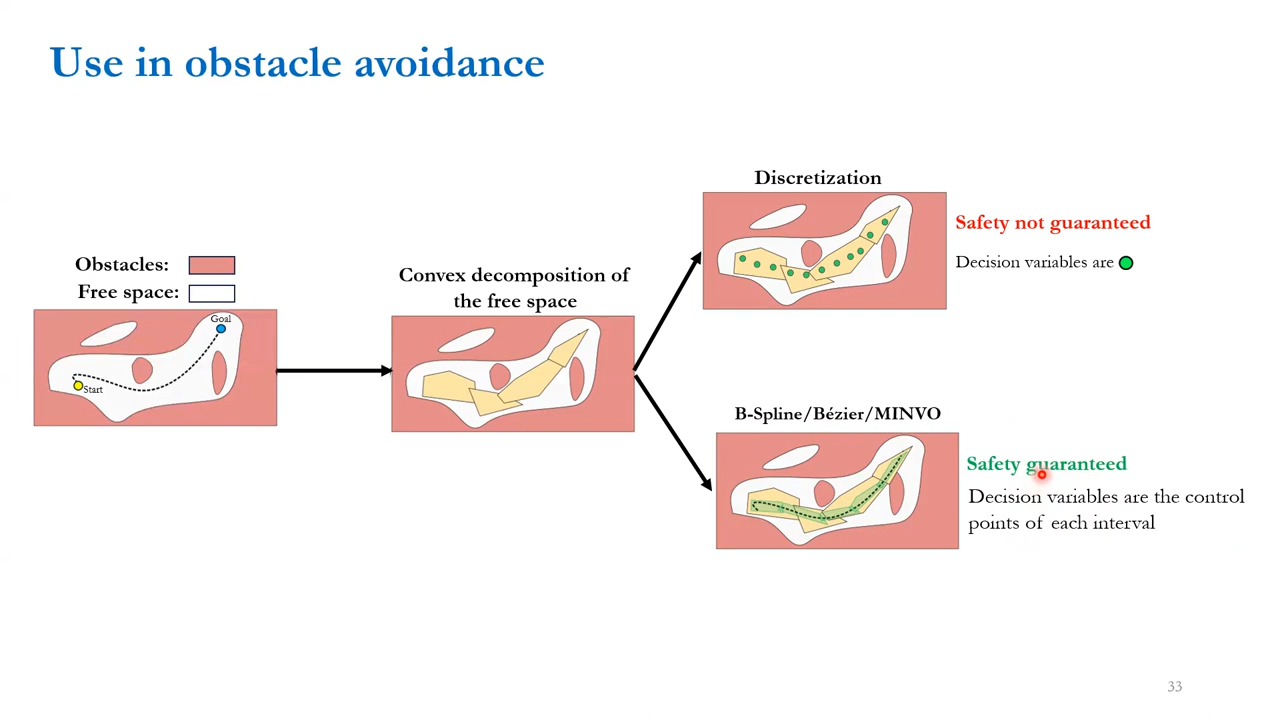 Use in obstacle avoidance
Obstacles:
Free space:
Goal
Start
Convex decomposition of
the free space
Discretization
Safety not guaranteed
Decision variables are
B-Spline/Bézier/MINVO
Safety guaranteed
Decision variables are the control
points of each interval
33